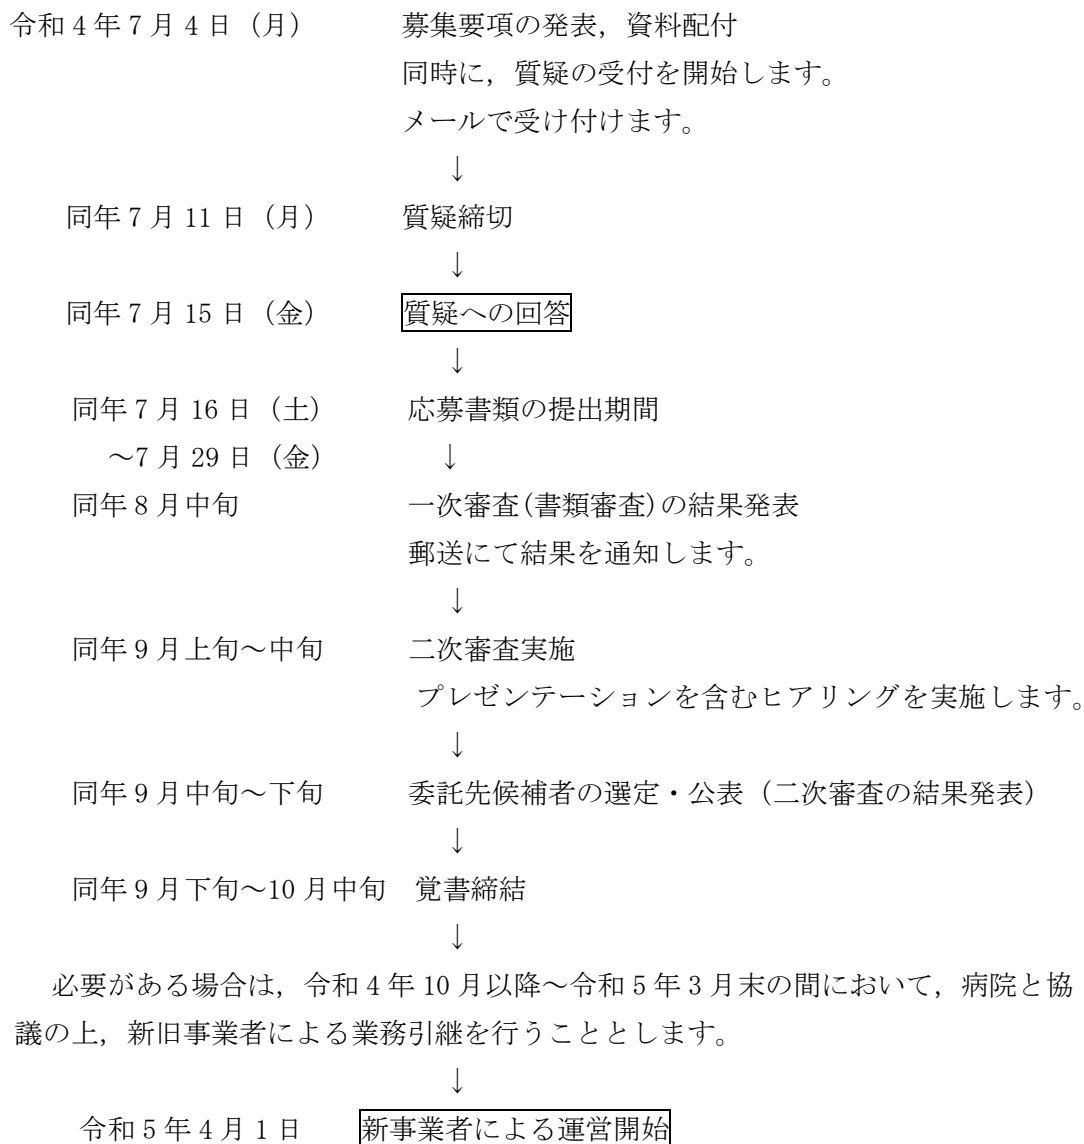 令和4年7月4日（月） 募集要項の発表，資料配付
同時に，質疑の受付を開始します。
メールで受け付けます。
↓
同年7月11日（月） 質疑締切
↓
同年7月15日（金） 質疑への回答
↓
同年7月16日（土） 応募書類の提出期間
～7月29日（金） ↓
同年8月中旬 一次審査(書類審査)の結果発表
郵送にて結果を通知します。
↓
同年9月上旬～中旬 二次審査実施
プレゼンテーションを含むヒアリングを実施します。
↓
同年9月中旬～下旬 委託先候補者の選定・公表（二次審査の結果発表）
↓
同年9月下旬～10月中旬 覚書締結
↓
必要がある場合は，令和4年10月以降～令和5年3月末の間において，病院と協
議の上，新旧事業者による業務引継を行うこととします。
↓
令和5年4月1日 新事業者による運営開始